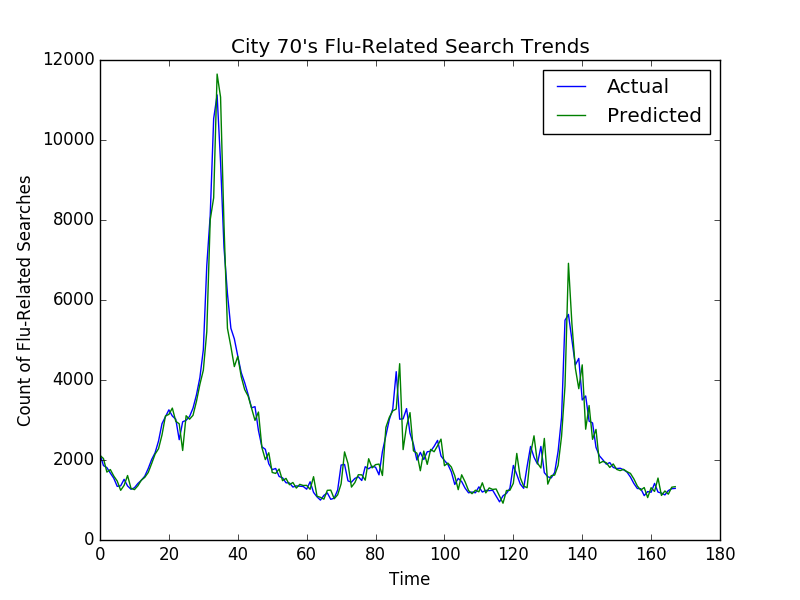 City 70's Flu-Related Search Trends
Actual
Predicted
Count of Flu-Related Searches
12000
10000
8000
6000
4000
2000
0
0 20 40 60 80 100 120 140 160 180
Time